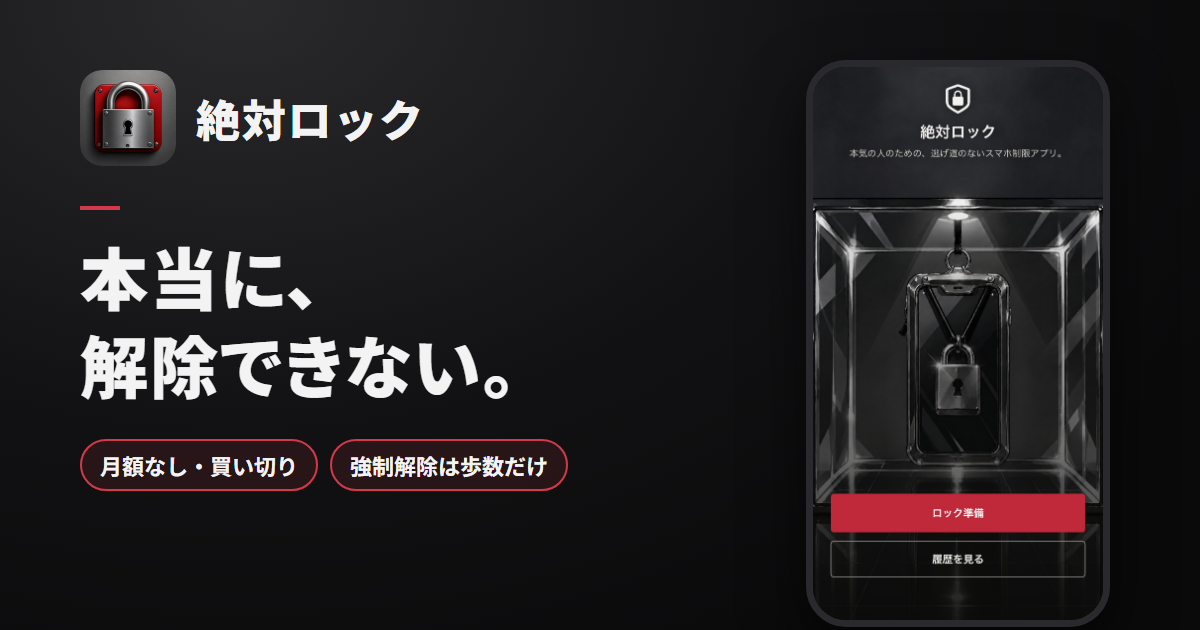 絶対ロック
本当に、
解除できない。
月額なし・買い切り
強制解除は歩数だけ
絶対ロック
本気の人のための、逃げ道のないスマホ制限アプリ。
ロック準備
履歴を見る